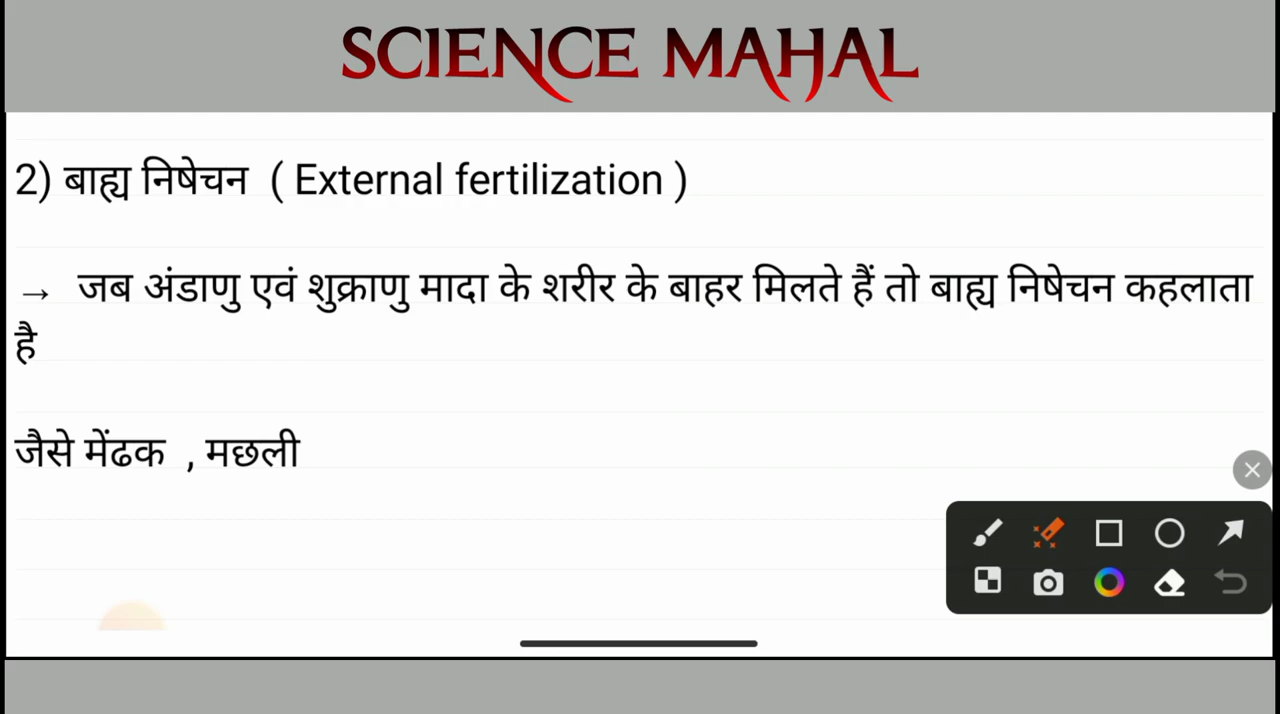 SCIENCE MAHAL
2) बाह्य निषेचन ( External fertilization )
→ जब अंडाणु एवं शुक्राणु मादा के शरीर के बाहर मिलते हैं तो बाह्य निषेचन कहलाता
है
जैसे मेंढक , मछली